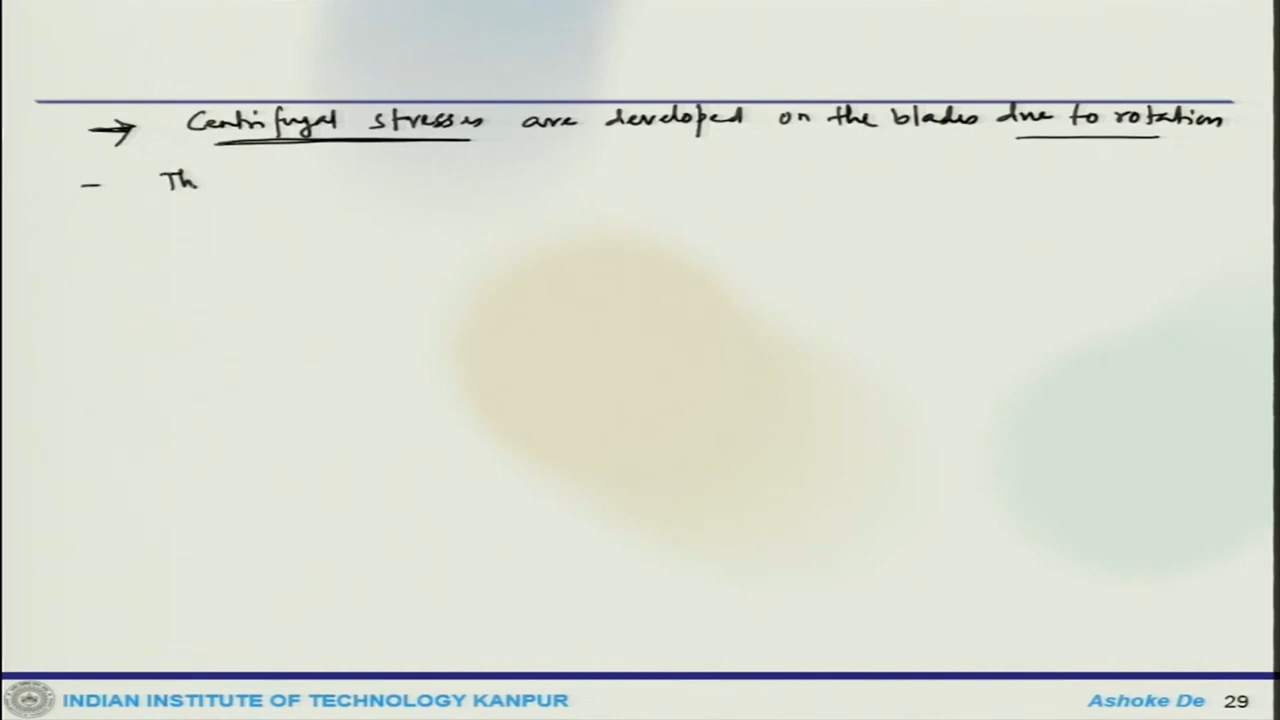 → Centrifugal stresses are developed on the blades due to rotation
– Th
INDIAN INSTITUTE OF TECHNOLOGY KANPUR
Ashoke De 29